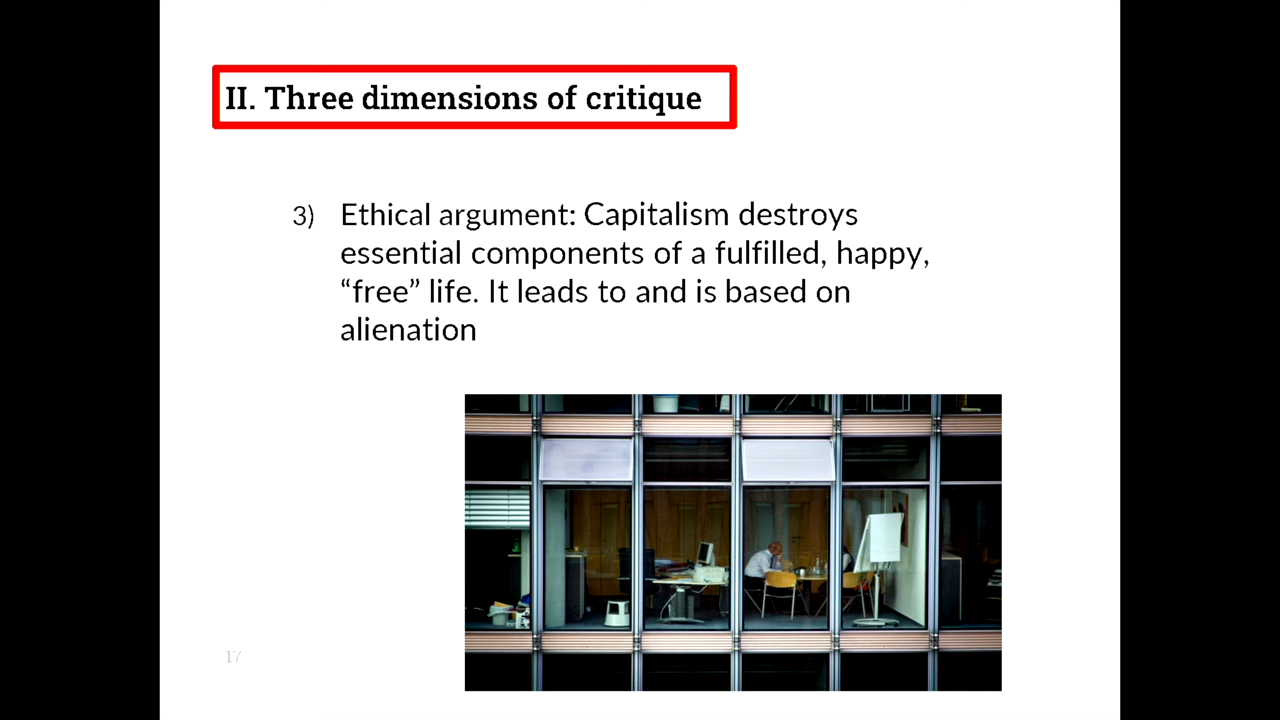 II. Three dimensions of critique
3) Ethical argument: Capitalism destroys
essential components of a fulfilled, happy,
“free” life. It leads to and is based on
alienation
17